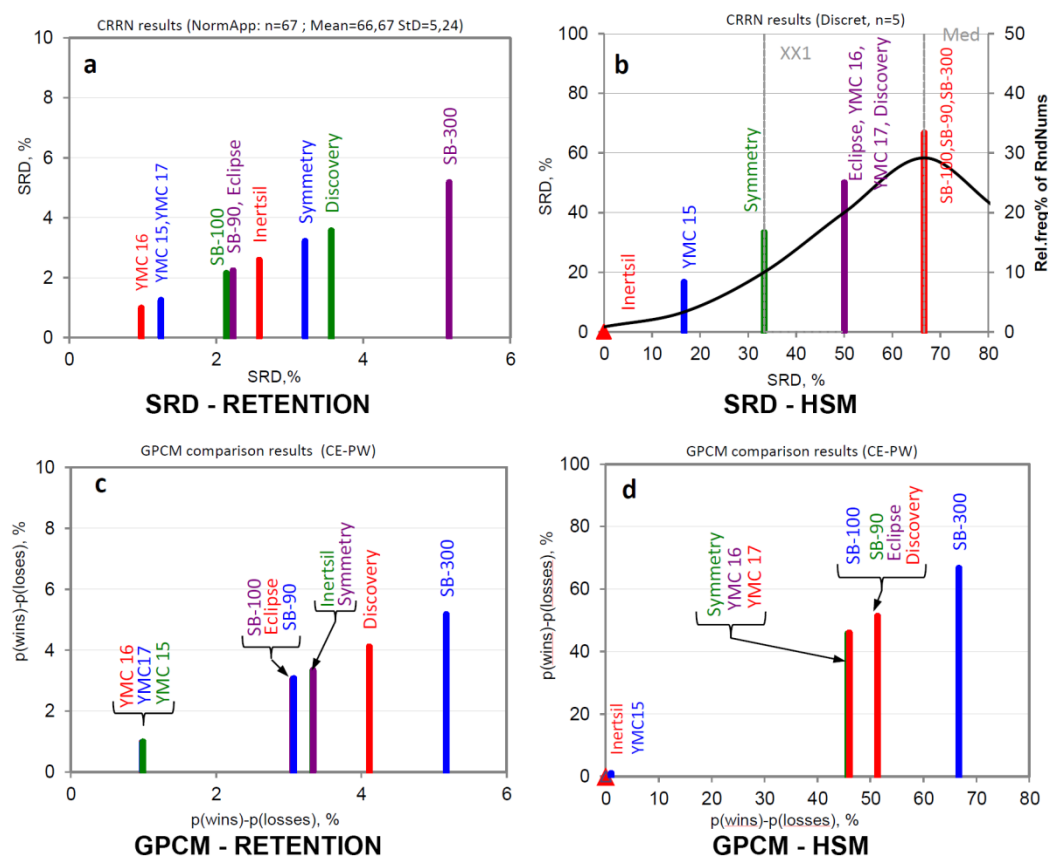 CRRN results (NormApp: n=67 ; Mean=66,67 StD=5,24)
a
10
8
6
4
2
0
SRD, %
YMC 16
YMC 15,YMC 17
SB-100
SB-90, Eclipse
Inertsil
Symmetry
Discovery
SB-300
0
2
4
6
SRD,%
SRD - RETENTION
CRRN results (Discret, n=5)
b
100
80
60
40
20
0
SRD, %
XX1
Med
Inertsil
YMC 15
Symmetry
Eclipse, YMC 16,
YMC 17, Discovery
SB-100,SB-90,SB-300
50
40
30
20
10
0
Rel.freq% of RndNums
0
10
20
30
40
50
60
70
80
SRD, %
SRD - HSM
GPCM comparison results (CE-PW)
c
10
8
6
4
2
0
p(wins)-p(losses), %
YMC 16
YMC17
YMC 15
SB-100
Eclipse
SB-90
Inertsil
Symmetry
Discovery
SB-300
0
2
4
6
p(wins)-p(losses), %
GPCM - RETENTION
GPCM comparison results (CE-PW)
d
100
80
60
40
20
0
p(wins)-p(losses), %
Inertsil
YMC15
Symmetry
YMC 16
YMC 17
SB-100
SB-90
Eclipse
Discovery
SB-300
0
10
20
30
40
50
60
70
80
p(wins)-p(losses), %
GPCM - HSM